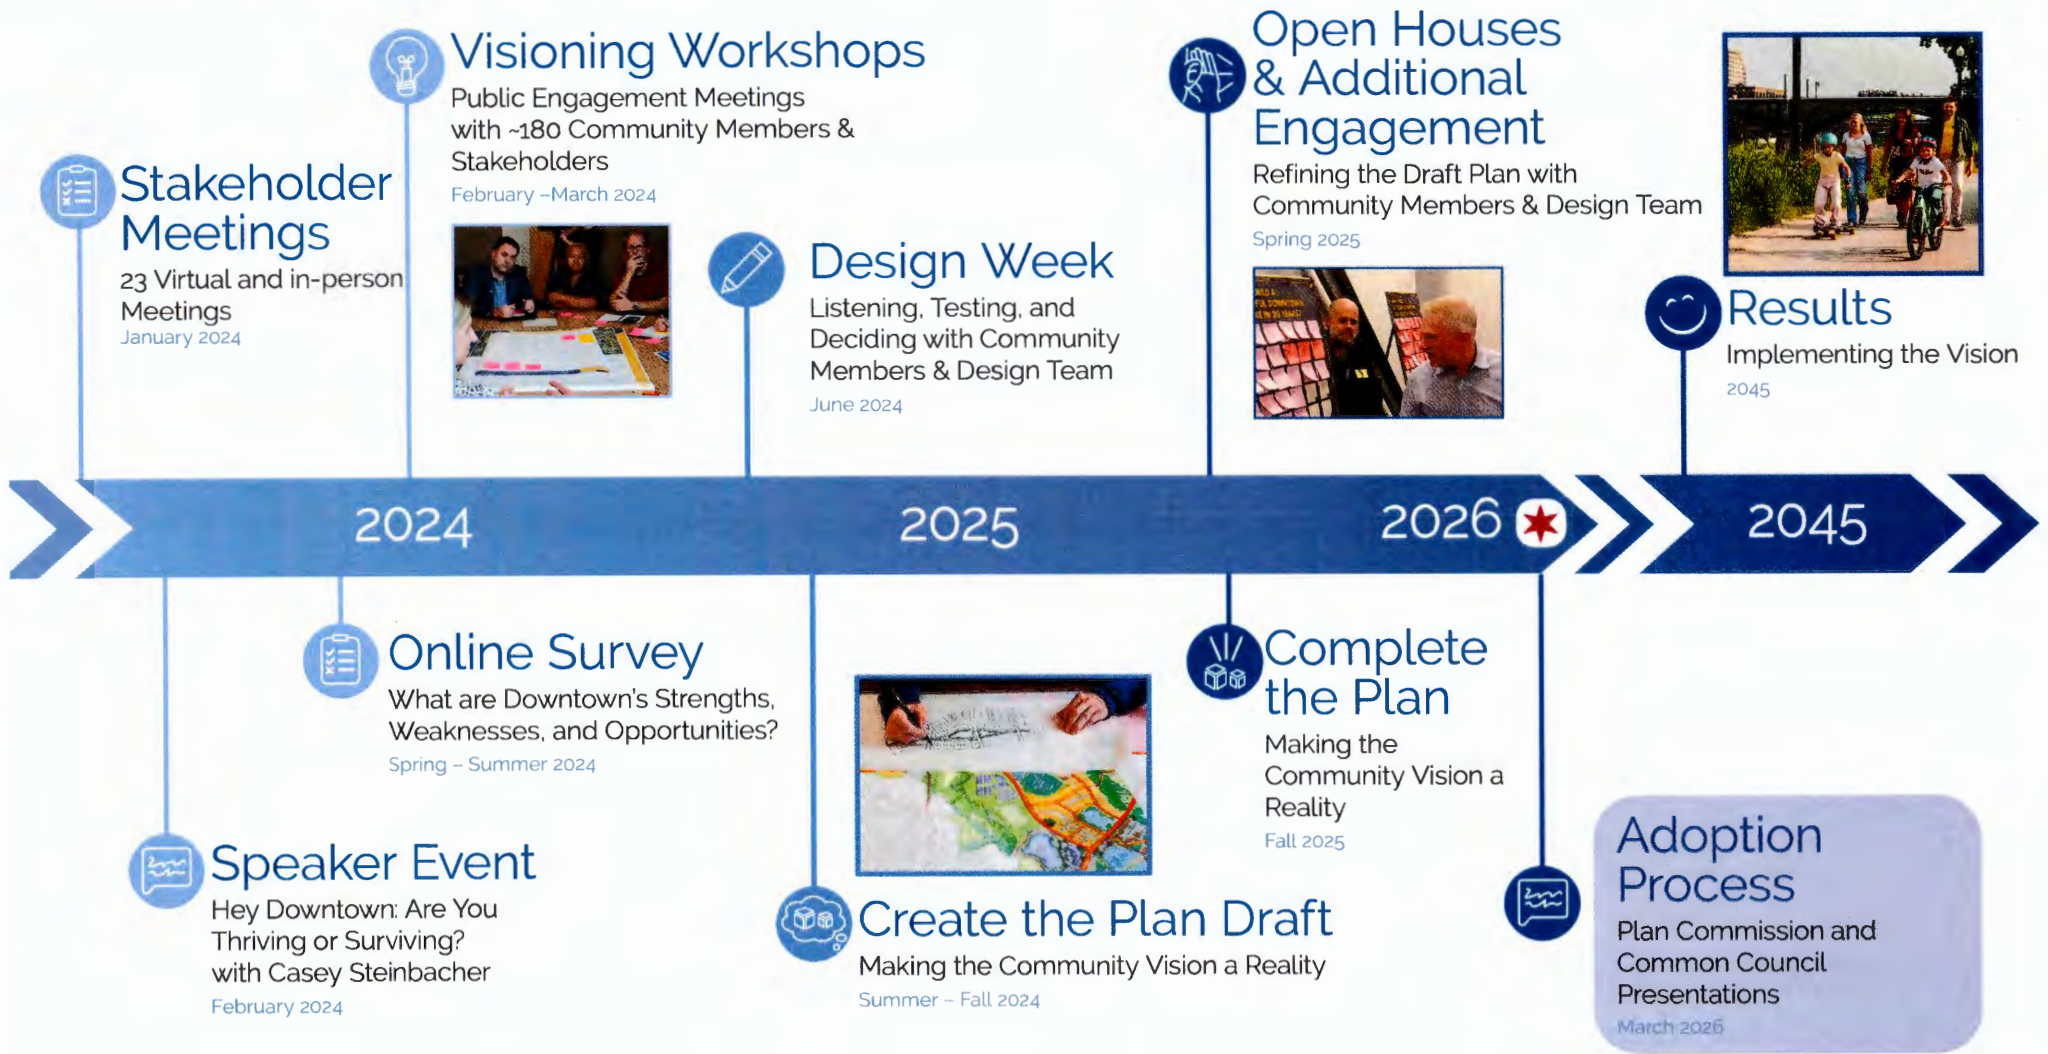 Stakeholder
Meetings
23 Virtual and in-person
Meetings
January 2024
Visioning Workshops
Public Engagement Meetings
with ~180 Community Members &
Stakeholders
February –March 2024
Design Week
Listening, Testing, and
Deciding with Community
Members & Design Team
June 2024
Open Houses
& Additional
Engagement
Refining the Draft Plan with
Community Members & Design Team
Spring 2025
Results
Implementing the Vision
2045
2024
2025
2026
2045
Speaker Event
Hey Downtown: Are You
Thriving or Surviving?
with Casey Steinbacher
February 2024
Online Survey
What are Downtown's Strengths,
Weaknesses, and Opportunities?
Spring – Summer 2024
Create the Plan Draft
Making the Community Vision a Reality
Summer – Fall 2024
Complete
the Plan
Making the
Community Vision a
Reality
Fall 2025
Adoption
Process
Plan Commission and
Common Council
Presentations
March 2026